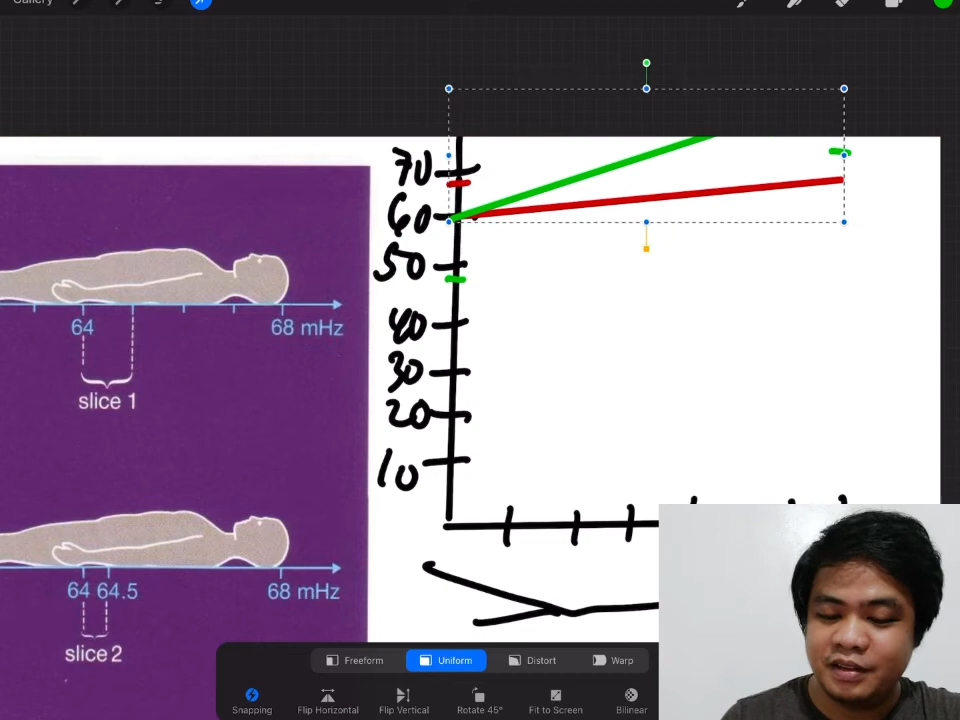 Gallery
70
60
50
40
30
20
10
64
68 mHz
slice 1
64 64.5
68 mHz
slice 2
Freeform
Uniform
Distort
Warp
Snapping
Flip Horizontal
Flip Vertical
Rotate 45°
Fit to Screen
Bilinear